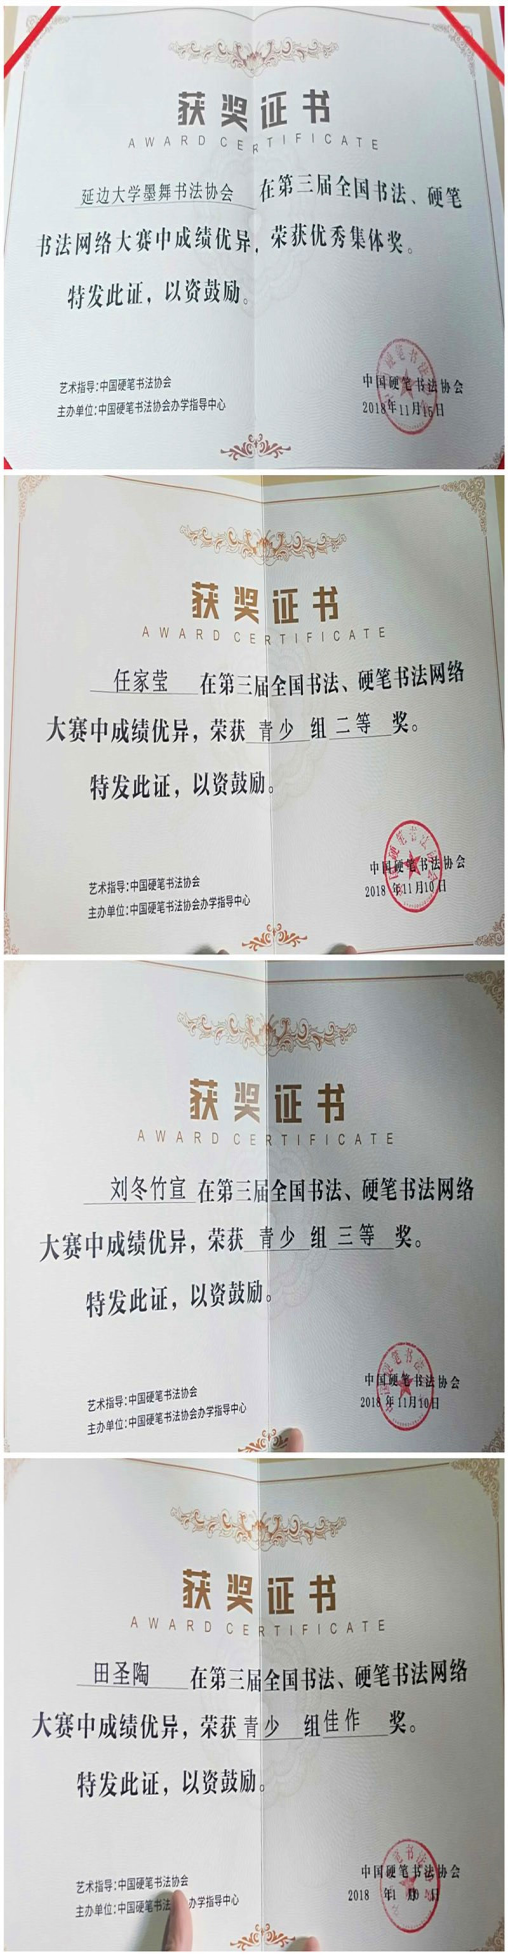 获奖证书
AWARD CERTIFICATE
延边大学墨舞书法协会 在第三届全国书法、硬笔
书法网络大赛中成绩优异，荣获优秀集体奖。
特发此证，以资鼓励。
艺术指导：中国硬笔书法协会
主办单位：中国硬笔书法协会办学指导中心
中国硬笔书法协会
2018年11月15日
获奖证书
AWARD CERTIFICATE
任家莹 在第三届全国书法、硬笔书法网络
大赛中成绩优异，荣获 青少 组 二等 奖。
特发此证，以资鼓励。
艺术指导：中国硬笔书法协会
主办单位：中国硬笔书法协会办学指导中心
中国硬笔书法协会
2018年11月10日
获奖证书
AWARD CERTIFICATE
刘冬竹宣 在第三届全国书法、硬笔书法网络
大赛中成绩优异，荣获 青少 组 三等 奖。
特发此证，以资鼓励。
艺术指导：中国硬笔书法协会
主办单位：中国硬笔书法协会办学指导中心
中国硬笔书法协会
2018年11月10日
获奖证书
AWARD CERTIFICATE
田圣陶 在第三届全国书法、硬笔书法网络
大赛中成绩优异，荣获 青少 组 佳作 奖。
特发此证，以资鼓励。
艺术指导：中国硬笔书法协会
主办单位：中国硬笔书法 办学指导中心
中国硬笔书法协会
2018 年 月 日